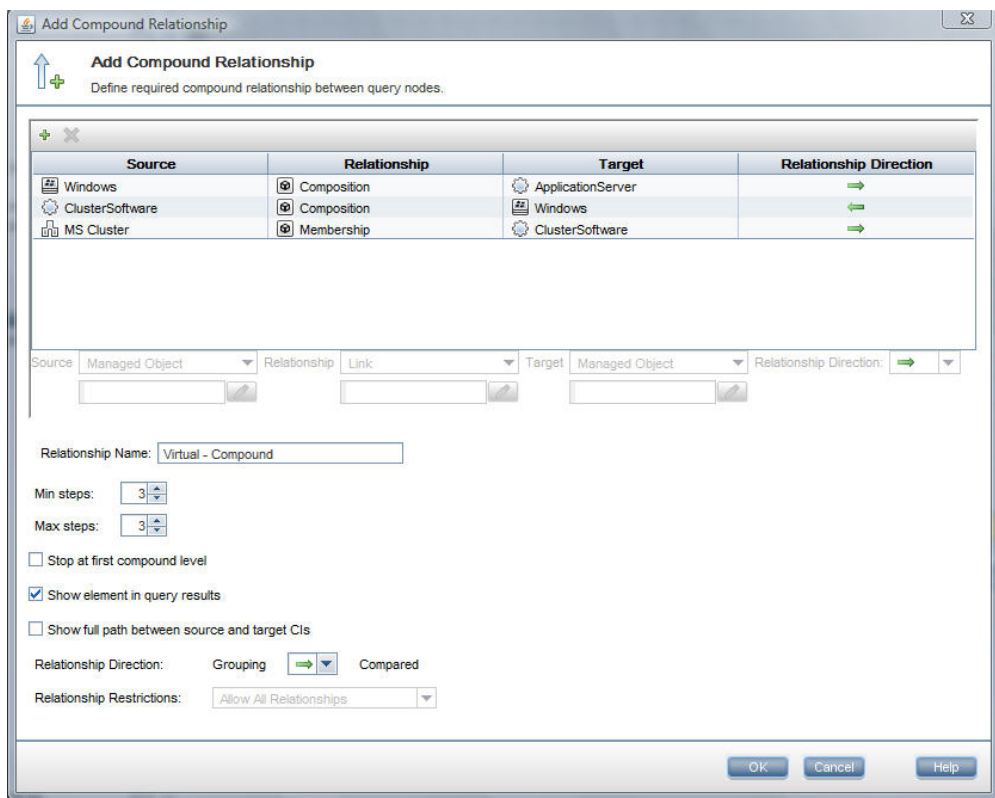 Add Compound Relationship
Add Compound Relationship
Define required compound relationship between query nodes.
Source Relationship Target Relationship Direction
Windows Composition ApplicationServer
ClusterSoftware Composition Windows
MS Cluster Membership ClusterSoftware
Source Managed Object Relationship Link Target Managed Object Relationship Direction:
Relationship Name: Virtual - Compound
Min steps: 3
Max steps: 3
Stop at first compound level
Show element in query results
Show full path between source and target CIs
Relationship Direction: Grouping Compared
Relationship Restrictions: Allow All Relationships
OK Cancel Help